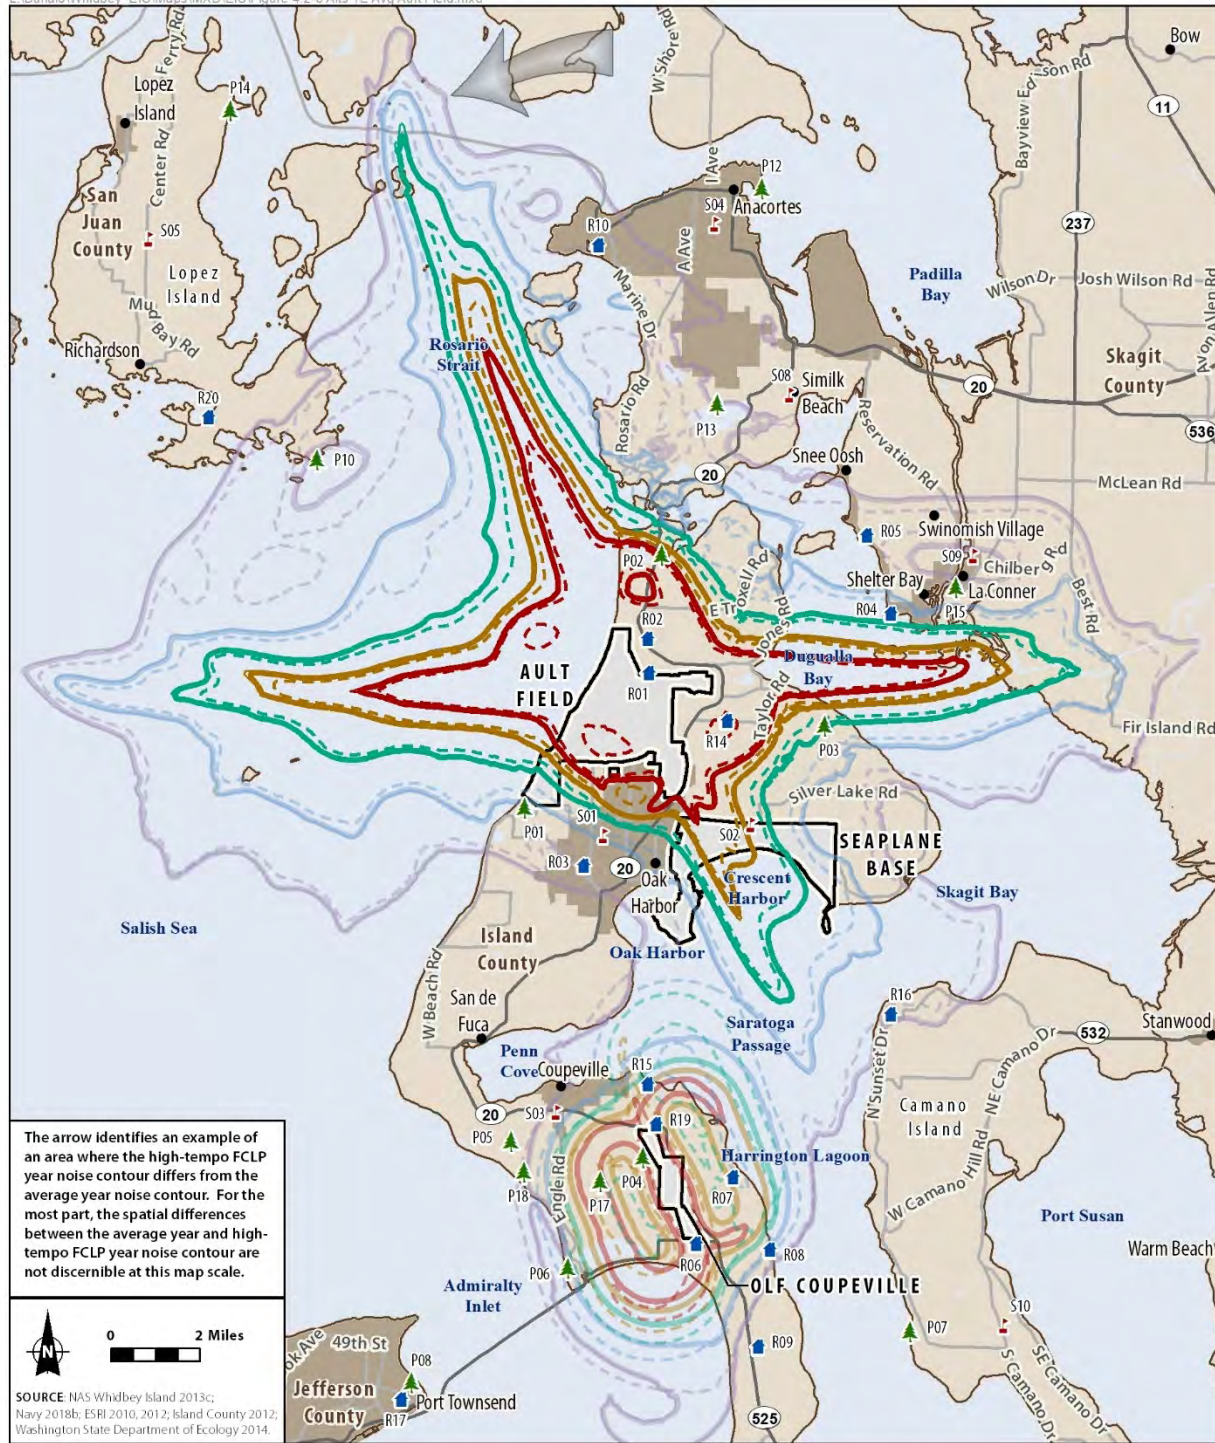 W Shore Rd
Bow
Ferry Rd
Lopez
Island
P14
Bayview Edison Rd
11
Center Rd
I Ave
P12
San
Juan
County
S05
S04
Anacortes
R10
A Ave
237
Lopez
Island
Marine Dr
Padilla
Bay
Wilson Dr
Josh Wilson Rd
Mud Bay Rd
Avon Allen Rd
Richardson
Rosario
Strait
Skagit
County
S08
Similk
Beach
20
R20
Rosario Rd
P13
Reservation Rd
536
P10
Snee Oosh
20
McLean Rd
Swinomish Village
R05
P02
S09
Chilberg Rd
E Troxell Rd
Shelter Bay
La Conner
R04
P15
Best Rd
R02
Jones Rd
Dugualla
Bay
AULT
FIELD
R01
Taylor Rd
R14
P03
Fir Island Rd
Silver Lake Rd
P01
S01
S02
SEAPLANE
BASE
R03
20
Oak
Harbor
Crescent
Harbor
Skagit Bay
Salish Sea
Island
County
Oak Harbor
W Beach Rd
San de
Fuca
R16
Saratoga
Passage
532
Stanwood
Penn
Cove
Coupeville
R15
N Sunset Dr
NE Camano Dr
20
S03
R19
Camano
Island
P05
Engle Rd
Harrington Lagoon
P18
P04
P17
R07
W Camano Hill Rd
Port Susan
R06
R08
Warm Beach
P06
OLF COUPEVILLE
Admiralty
Inlet
S10
P07
R09
S Camano Dr
SE Camano Dr
525
The arrow identifies an example of
an area where the high-tempo FCLP
year noise contour differs from the
average year noise contour. For the
most part, the spatial differences
between the average year and high-
tempo FCLP year noise contour are
not discernible at this map scale.
N
0
2 Miles
SOURCE: NAS Whidbey Island 2013c;
Navy 2018b; ESRI 2010, 2012; Island County 2012;
Washington State Department of Ecology 2014.
49th St
P08
Jefferson
County
Port Townsend
R17